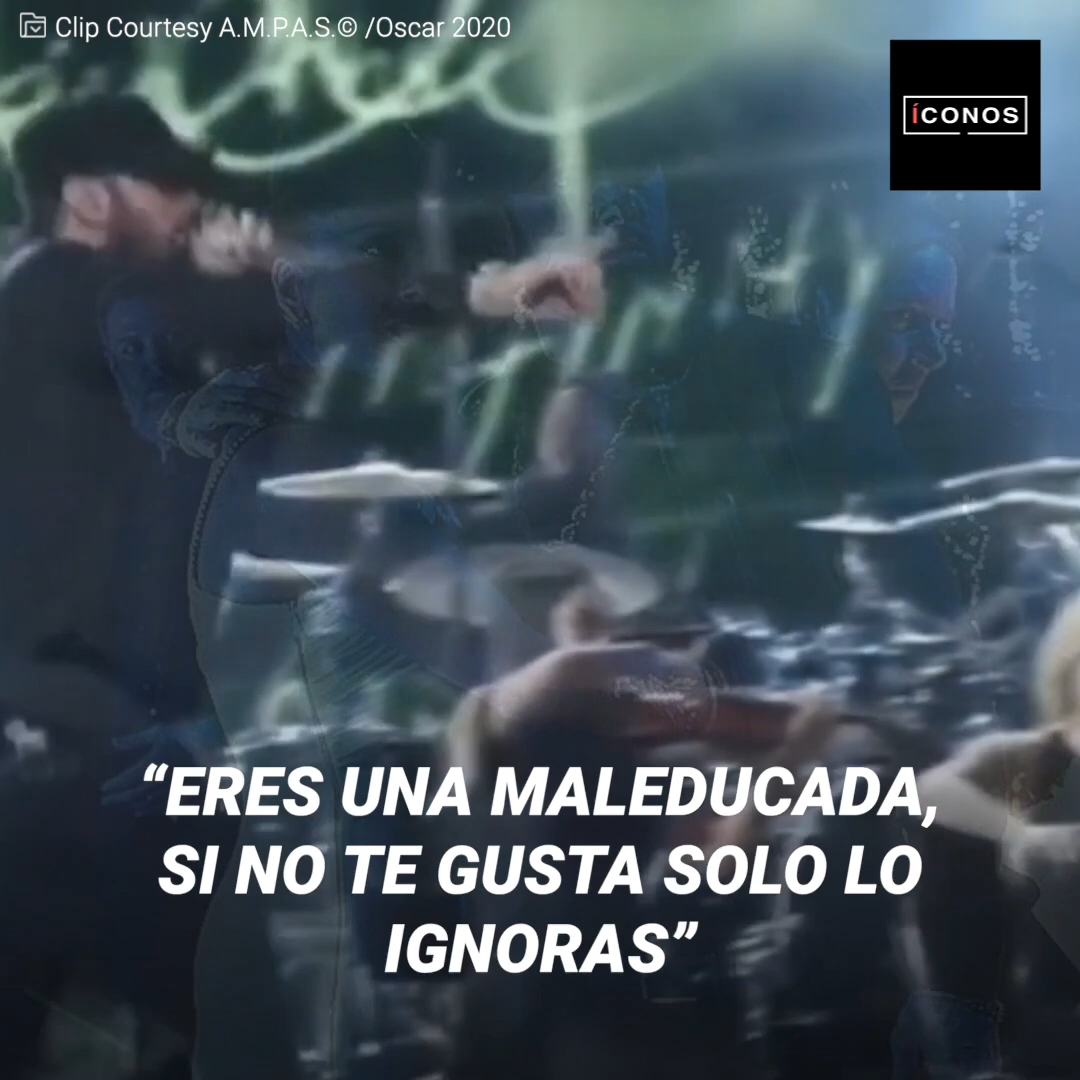 Clip Courtesy A.M.P.A.S.© /Oscar 2020
ÍCONOS
“ERES UNA MALEDUCADA,
SI NO TE GUSTA SOLO LO
IGNORAS”